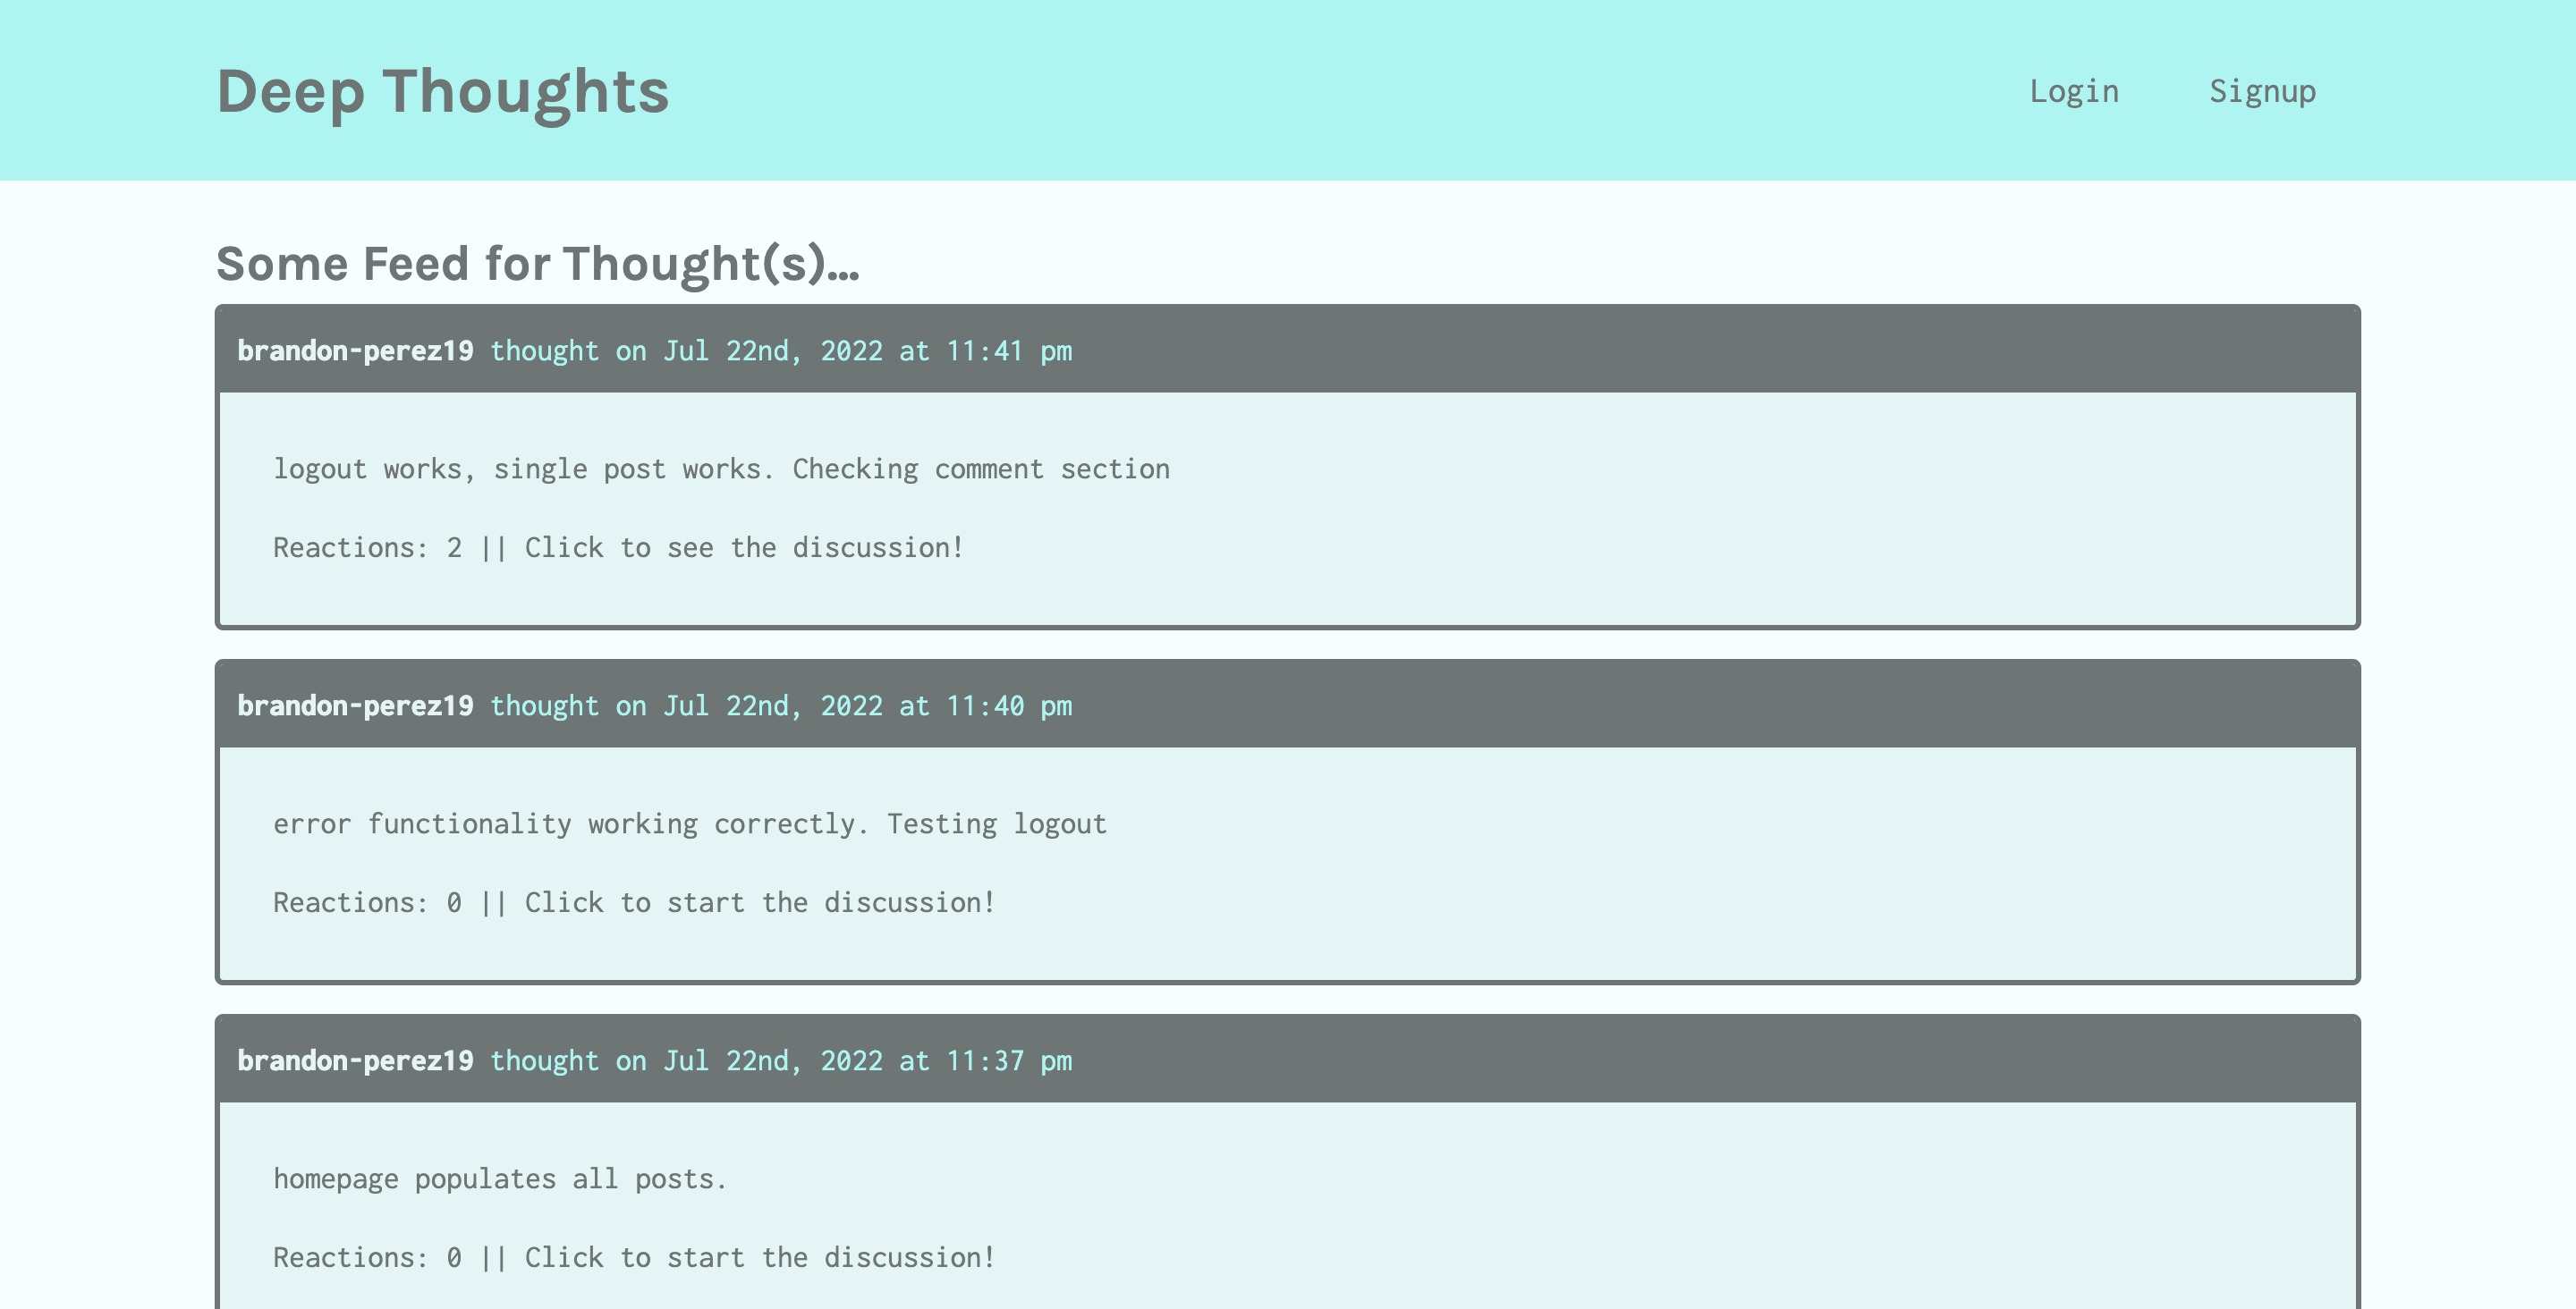 Deep Thoughts
Login Signup
Some Feed for Thought(s)...
brandon-perez19 thought on Jul 22nd, 2022 at 11:41 pm
logout works, single post works. Checking comment section
Reactions: 2 || Click to see the discussion!
brandon-perez19 thought on Jul 22nd, 2022 at 11:40 pm
error functionality working correctly. Testing logout
Reactions: 0 || Click to start the discussion!
brandon-perez19 thought on Jul 22nd, 2022 at 11:37 pm
homepage populates all posts.
Reactions: 0 || Click to start the discussion!